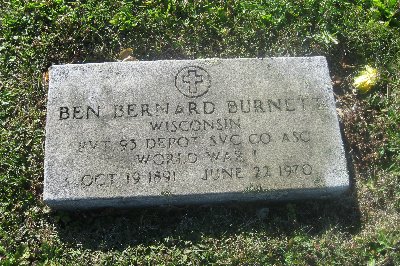 BEN BERNARD BURNETT
WISCONSIN
PVT 93 DEPOT SVC CO ASC
WORLD WAR I
OCT 19 1891 JUNE 22 1970